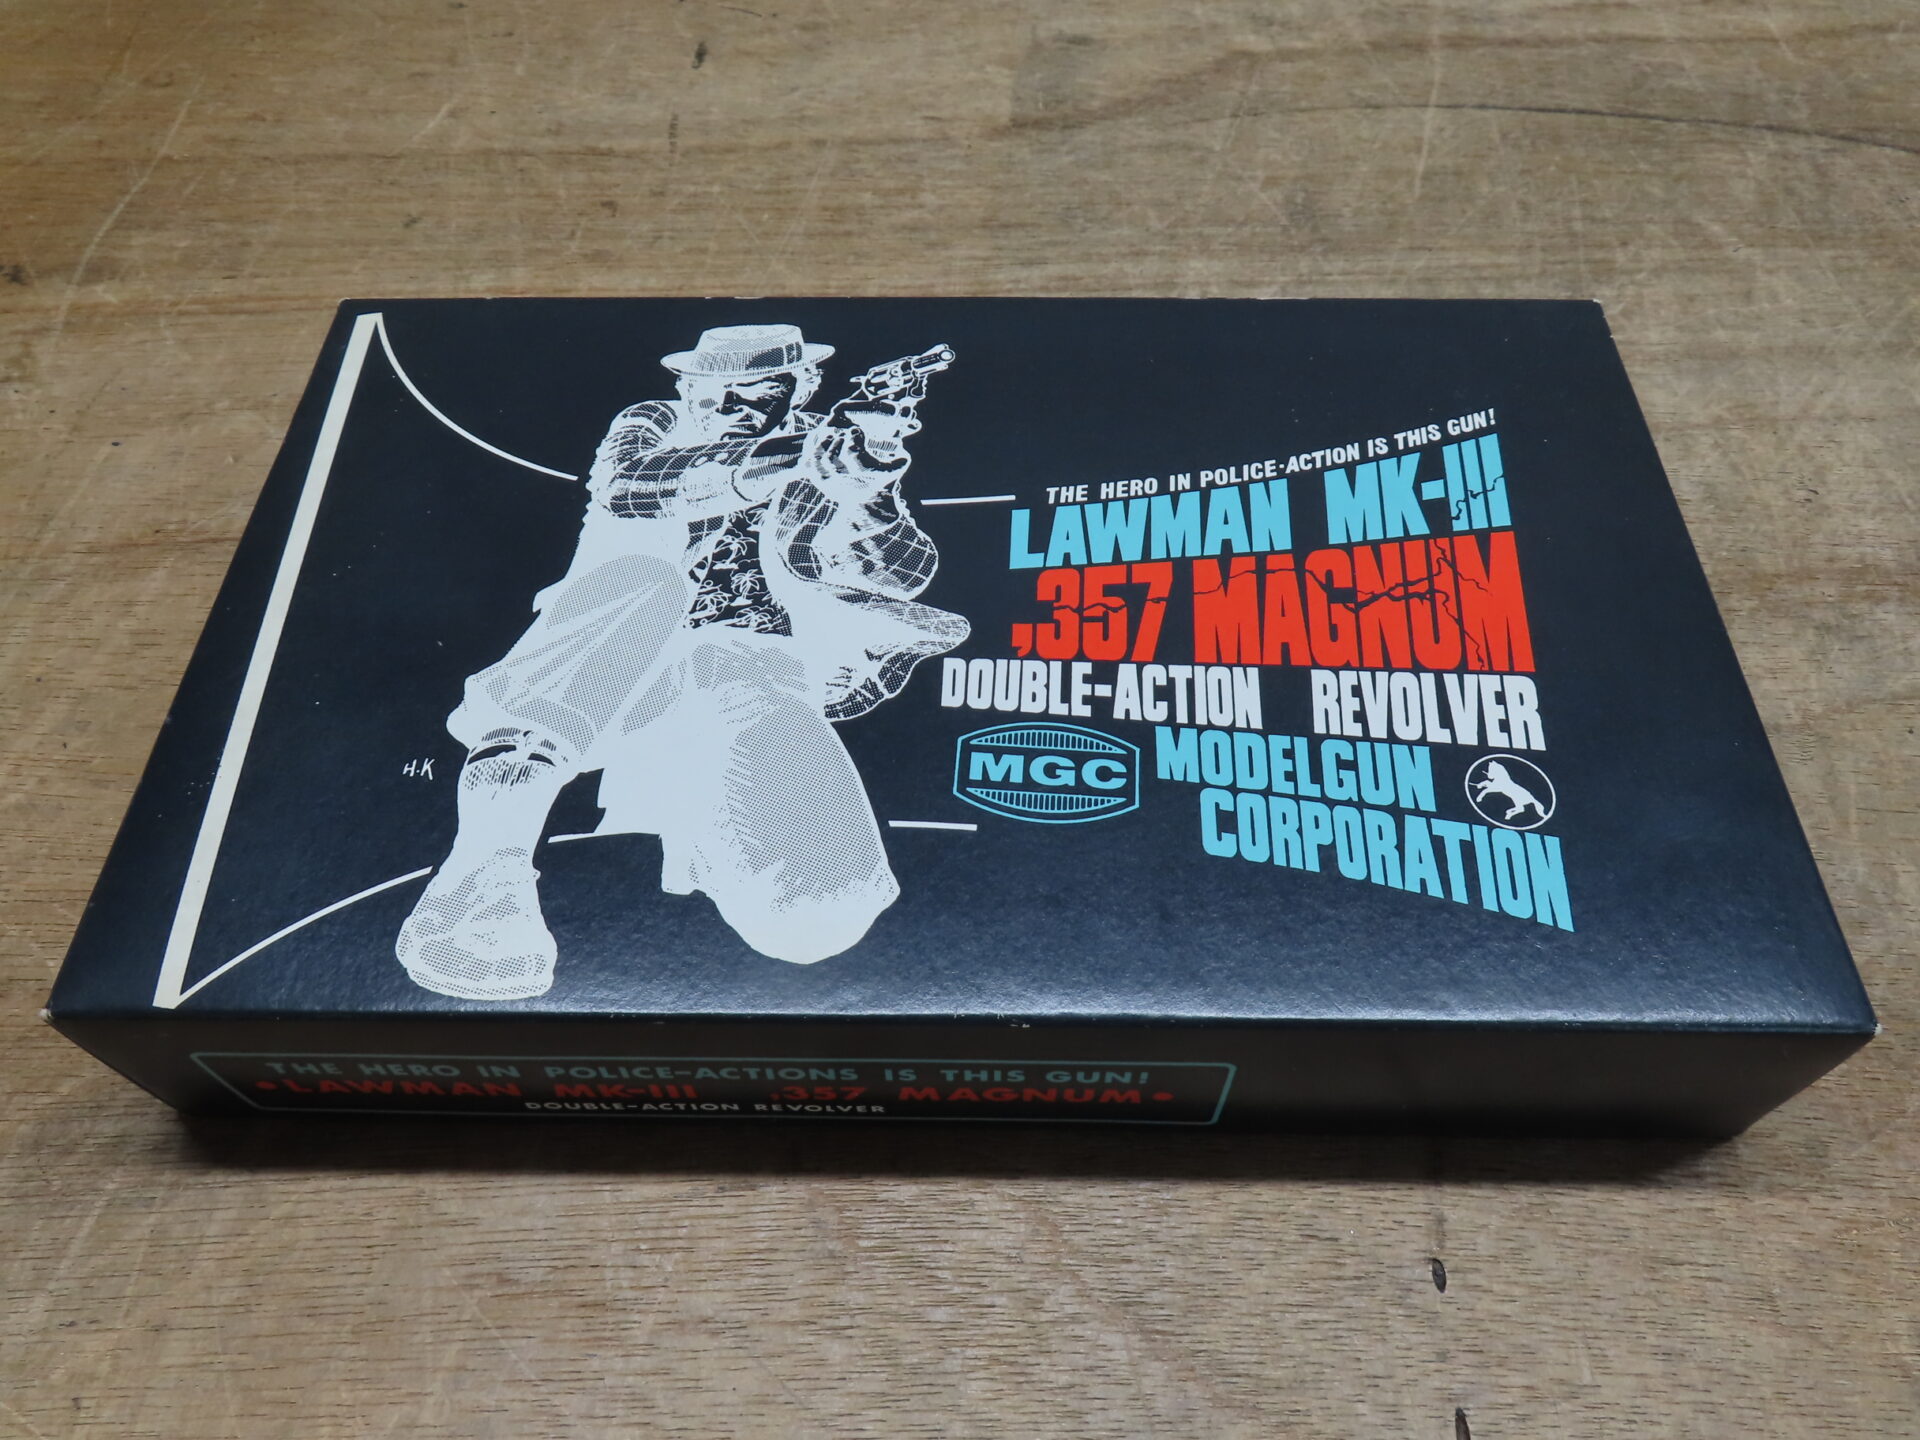 THE HERO IN POLICE-ACTION IS THIS GUN!
LAWMAN MK-III
,357 MAGNUM
DOUBLE-ACTION REVOLVER
MGC
MODELGUN
CORPORATION
H.K
THE HERO IN POLICE-ACTIONS IS THIS GUN!
•LAWMAN MK-III ,357 MAGNUM•
DOUBLE-ACTION REVOLVER